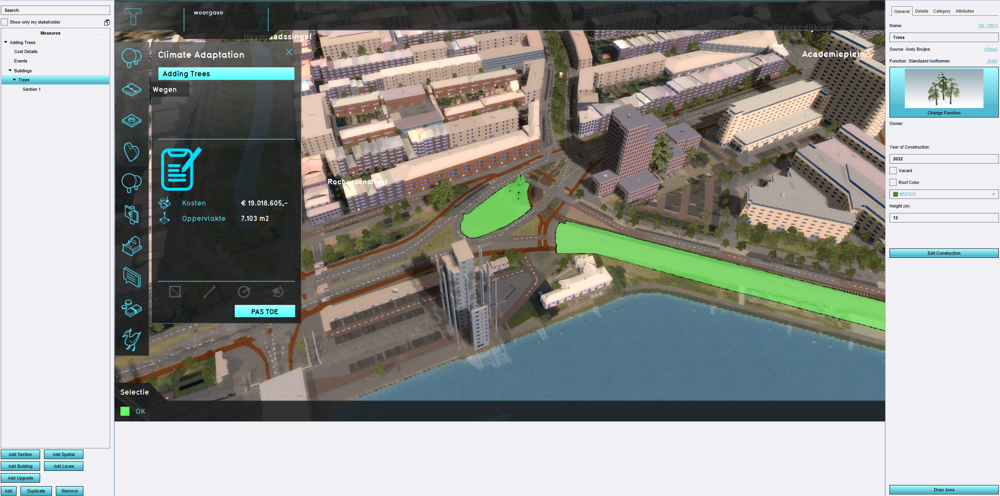 Search
Show only my stakeholder
Measures
Adding Trees
Cost Details
Events
Buildings
Trees
Section 1
Add Section
Add Spatial
Add Building
Add Levee
Add Upgrade
Add
Duplicate
Remove
weergave
Heemraadssingel
's-Gravendijkwal
Academieplein
Rochussenstraat
Climate Adaptation
Adding Trees
Wegen
Kosten € 19.018.605,-
Oppervlakte 7.103 m2
PAS TOE
Selectie
OK
General Details Category Attributes
Name: (ID: 7851)
Trees
Source: Andy Bruijns (Show)
Function: Standaard loofbomen (Edit)
Change Function
Owner:
Year of Construction:
2022
Vacant
Roof Color
#55782f
Height (m)
12
Edit Construction
Draw Area